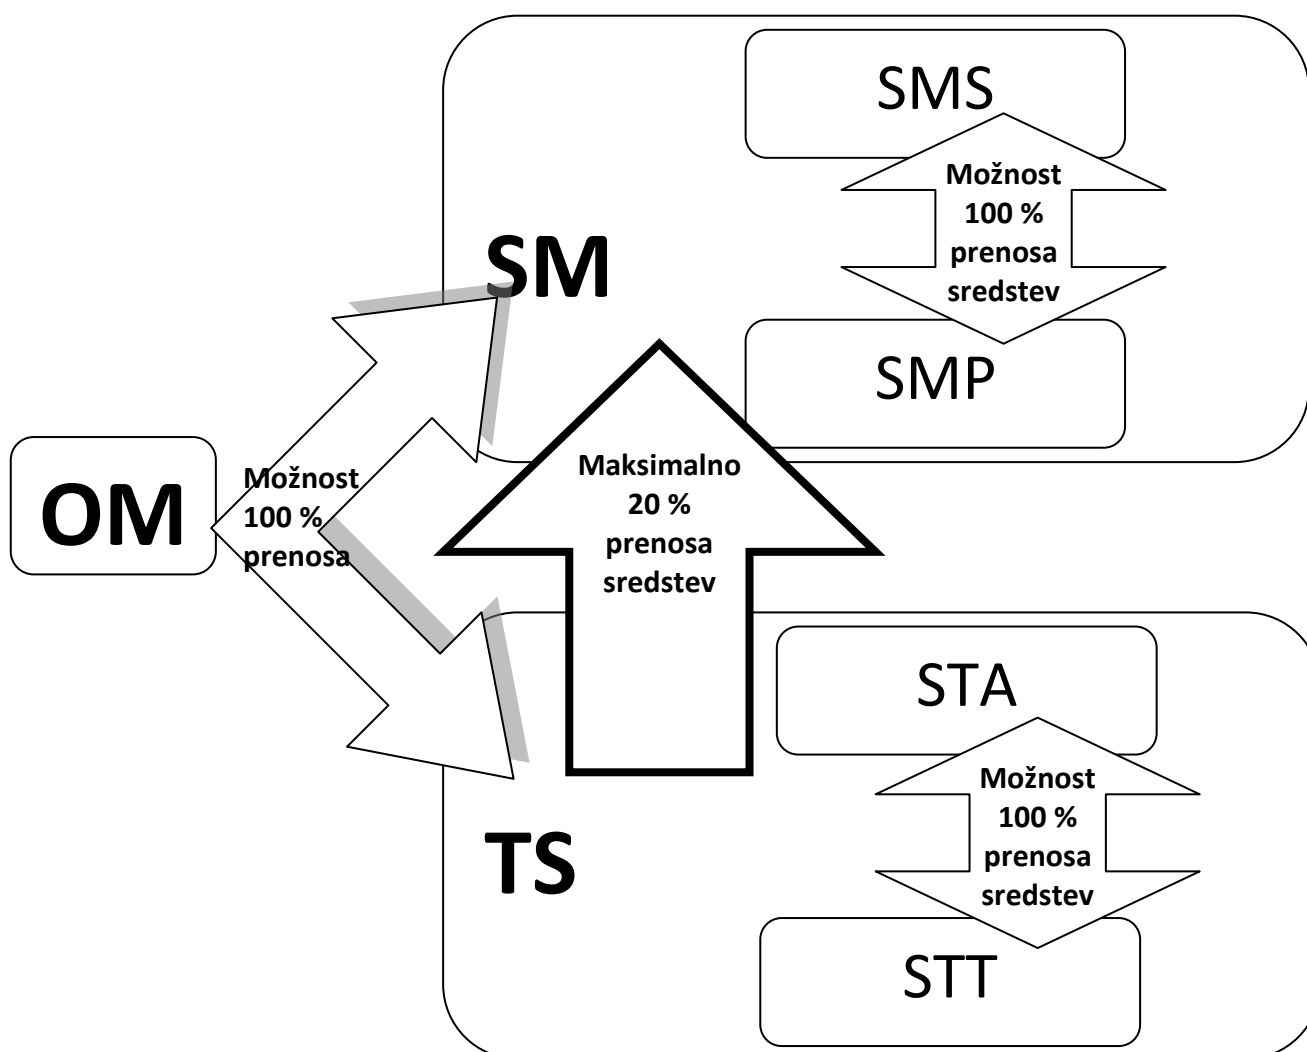 SMS
Možnost
100 %
prenosa
sredstev
SM
SMP
OM
Možnost
100 %
prenosa
Maksimalno
20 %
prenosa
sredstev
STA
Možnost
100 %
prenosa
sredstev
TS
STT